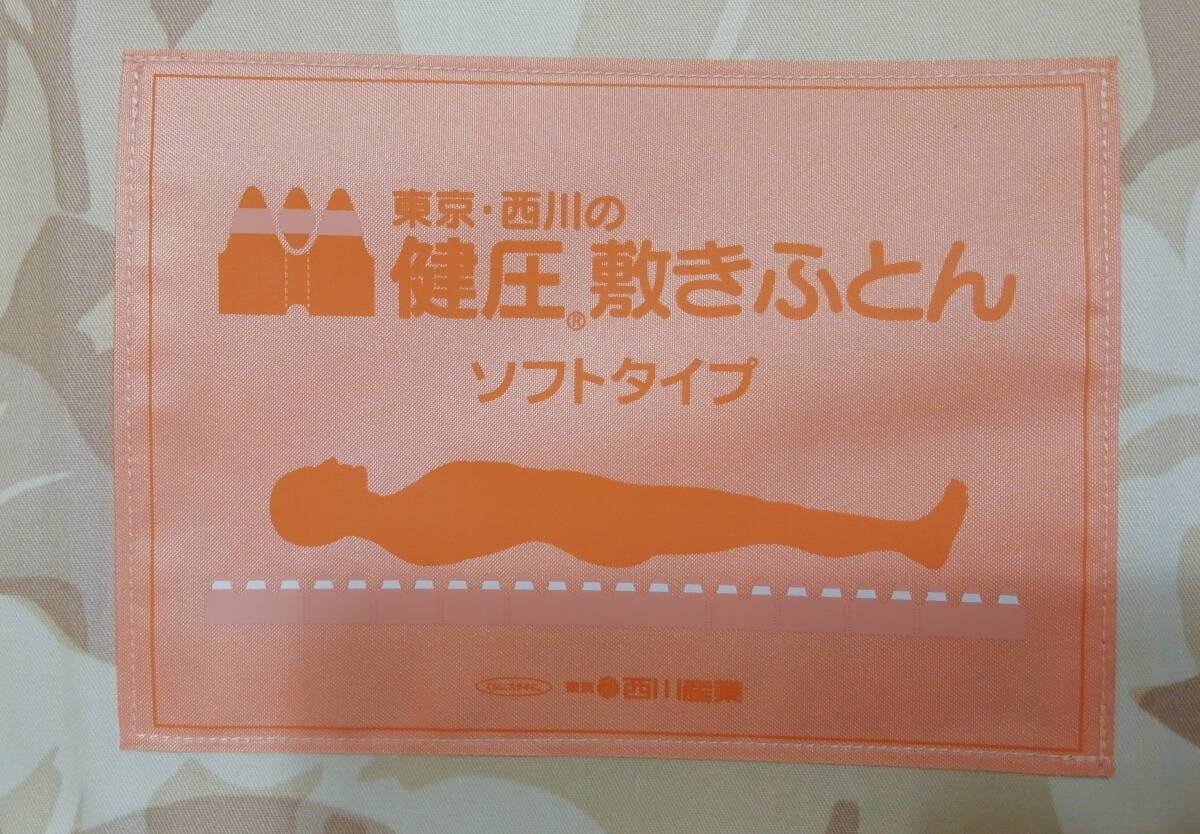 東京・西川の
健圧® 敷きふとん
ソフトタイプ
東京 西川産業